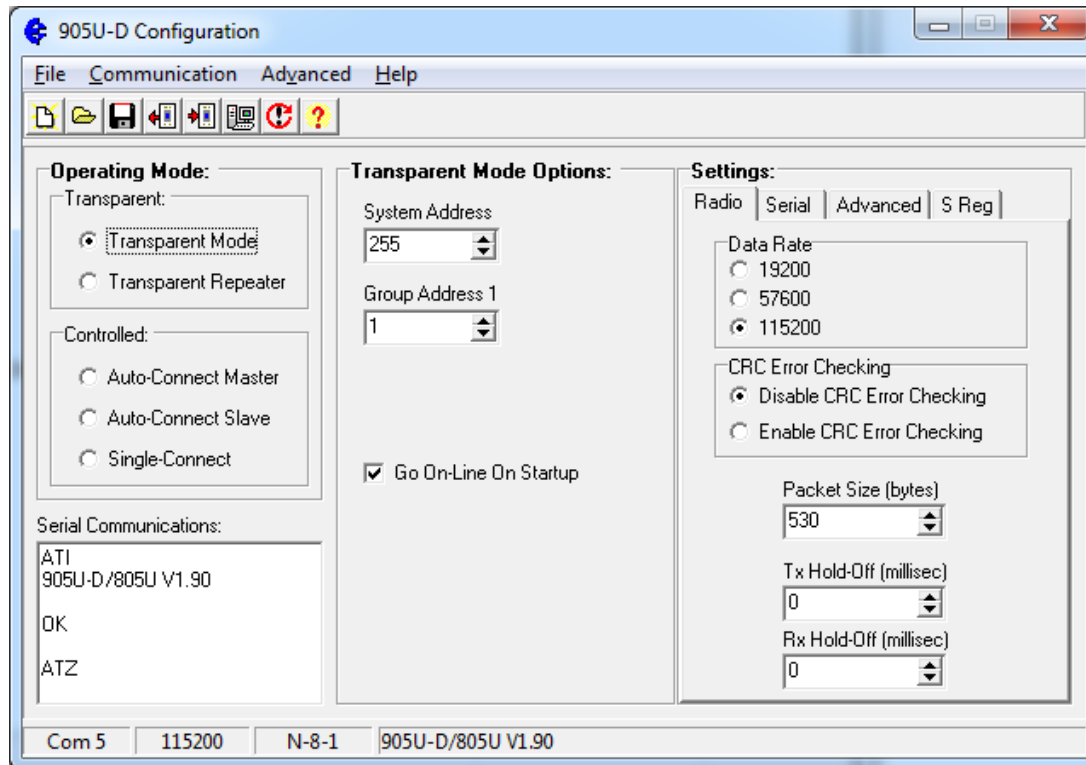 905U-D Configuration
File Communication Advanced Help
Operating Mode:
Transparent:
Transparent Mode
Transparent Repeater
Controlled:
Auto-Connect Master
Auto-Connect Slave
Single-Connect
Serial Communications:
ATI
905U-D/805U V1.90
OK
ATZ
Transparent Mode Options:
System Address
255
Group Address 1
1
Go On-Line On Startup
Settings:
Radio Serial Advanced S Reg
Data Rate
19200
57600
115200
CRC Error Checking
Disable CRC Error Checking
Enable CRC Error Checking
Packet Size (bytes)
530
Tx Hold-Off (millisec)
0
Rx Hold-Off (millisec)
0
Com 5 115200 N-8-1 905U-D/805U V1.90